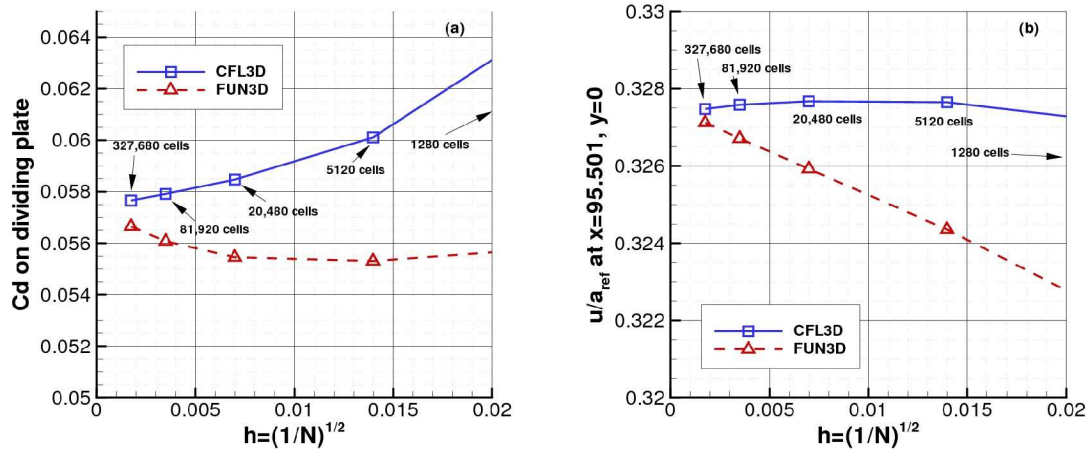 (a)
Cd on dividing plate
0.064
0.062
0.06
0.058
0.056
0.054
0.052
0.05
CFL3D
FUN3D
327,680 cells
81,920 cells
20,480 cells
5120 cells
1280 cells
0
0.005
0.01
0.015
0.02
h=(1/N)^1/2
(b)
u/a_ref at x=95.501, y=0
0.33
0.328
0.326
0.324
0.322
0.32
327,680 cells
81,920 cells
20,480 cells
5120 cells
1280 cells
CFL3D
FUN3D
0
0.005
0.01
0.015
0.02
h=(1/N)^1/2